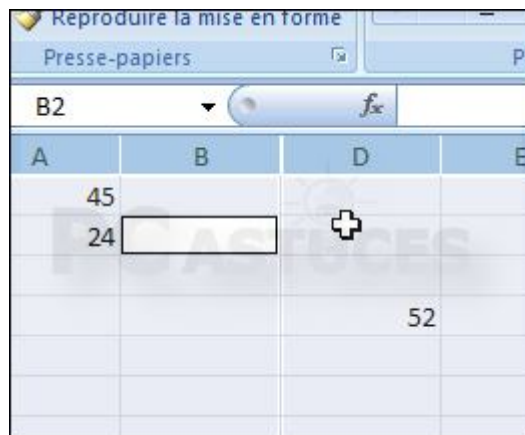 Reproduire la mise en forme
Presse-papiers P
B2 fx
A B D E
45
24
52
PC ASTUCES